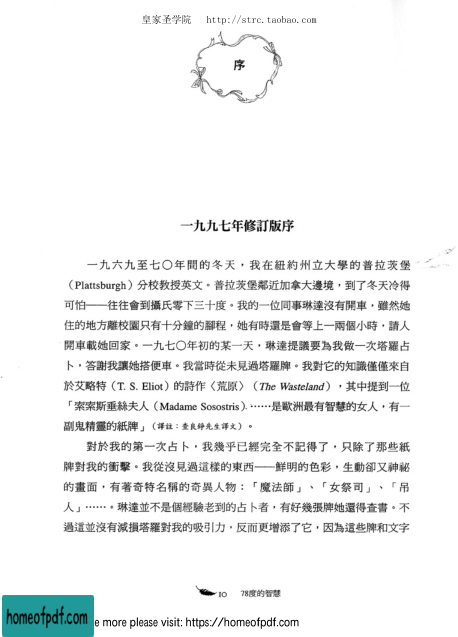 皇家圣学院 http://strc.taobao.com
序
一九九七年修訂版序
一九六九至七〇年間的冬天，我在紐約州立大學的普拉茨堡
（Plattsburgh）分校教授英文。普拉茨堡鄰近加拿大邊境，到了冬天冷得
可怕——往往會到攝氏零下三十度。我的一位同事琳達沒有開車，雖然她
住的地方離校園只有十分鐘的腳程，她有時還是會等上一兩個小時，請人
開車載她回家。一九七〇年初的某一天，琳達提議要為我做一次塔羅占
卜，答謝我讓她搭便車。我當時從未見過塔羅牌。我對它的知識僅僅來自
於艾略特（T. S. Eliot）的詩作〈荒原〉（The Wasteland），其中提到一位
「索索斯垂絲夫人（Madame Sosostris）……是歐洲最有智慧的女人，有一
副鬼精靈的紙牌」（譯註：查良錚先生譯文）。
對於我的第一次占卜，我幾乎已經完全不記得了，只除了那些紙
牌對我的衝擊。我從沒見過這樣的東西——鮮明的色彩，生動卻又神祕
的畫面，有著奇特名稱的奇異人物：「魔法師」、「女祭司」、「吊
人」……。琳達並不是個經驗老到的占卜者，有好幾張牌她還得查書。不
過這並沒有減損塔羅對我的吸引力，反而更增添了它，因為這些牌和文字
10 78度的智慧
homeofpdf.com
e more please visit: https://homeofpdf.com